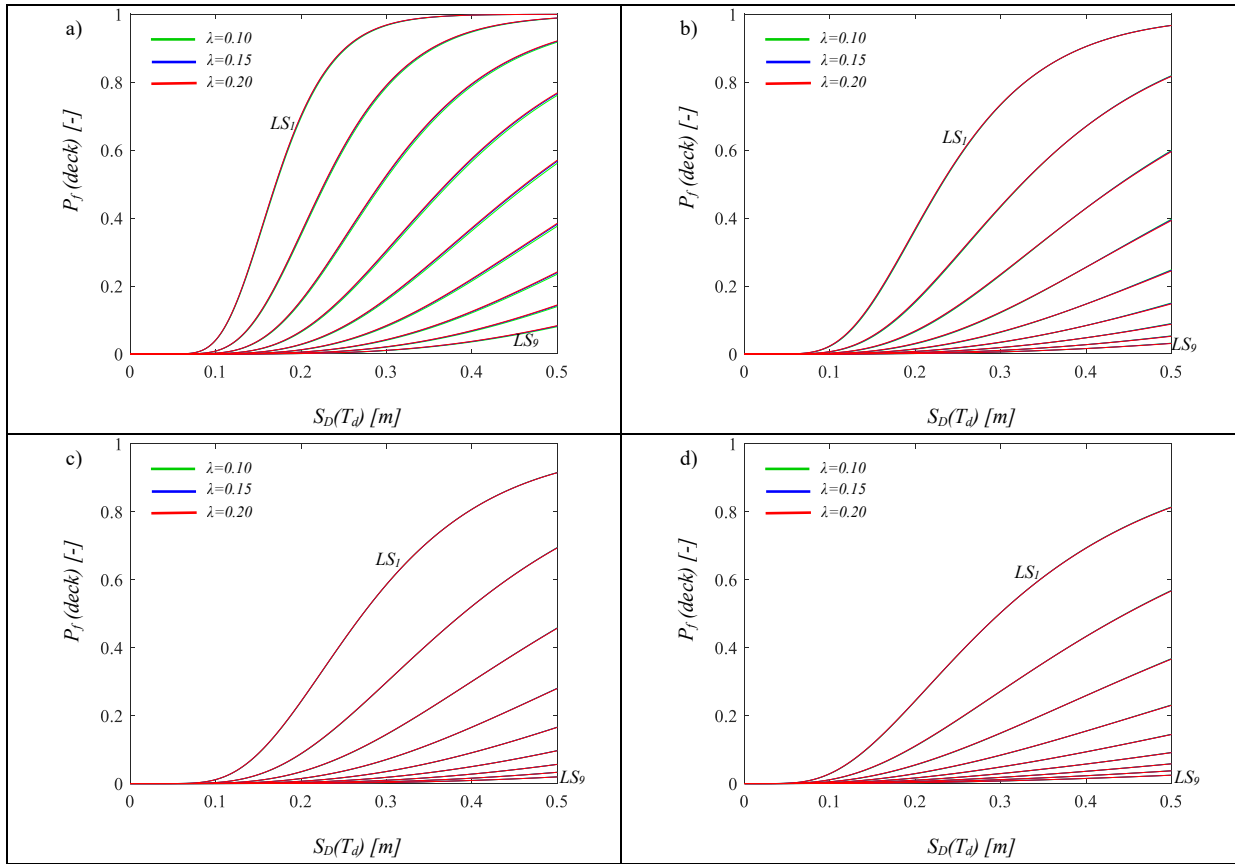 a)
λ=0.10
λ=0.15
λ=0.20
LS1
LS9
1
0.8
0.6
0.4
0.2
0
0 0.1 0.2 0.3 0.4 0.5
Pf (deck) [-]
SD(Td) [m]
b)
λ=0.10
λ=0.15
λ=0.20
LS1
LS9
1
0.8
0.6
0.4
0.2
0
0 0.1 0.2 0.3 0.4 0.5
Pf (deck) [-]
SD(Td) [m]
c)
λ=0.10
λ=0.15
λ=0.20
LS1
LS9
1
0.8
0.6
0.4
0.2
0
0 0.1 0.2 0.3 0.4 0.5
Pf (deck) [-]
SD(Td) [m]
d)
λ=0.10
λ=0.15
λ=0.20
LS1
LS9
1
0.8
0.6
0.4
0.2
0
0 0.1 0.2 0.3 0.4 0.5
Pf (deck) [-]
SD(Td) [m]